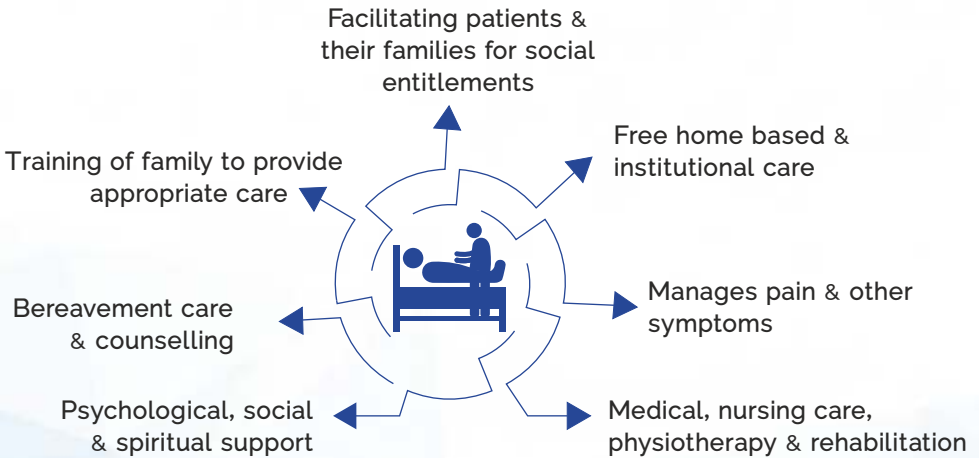 Facilitating patients &
their families for social
entitlements
Free home based &
institutional care
Manages pain & other
symptoms
Medical, nursing care,
physiotherapy & rehabilitation
Psychological, social
& spiritual support
Bereavement care
& counselling
Training of family to provide
appropriate care